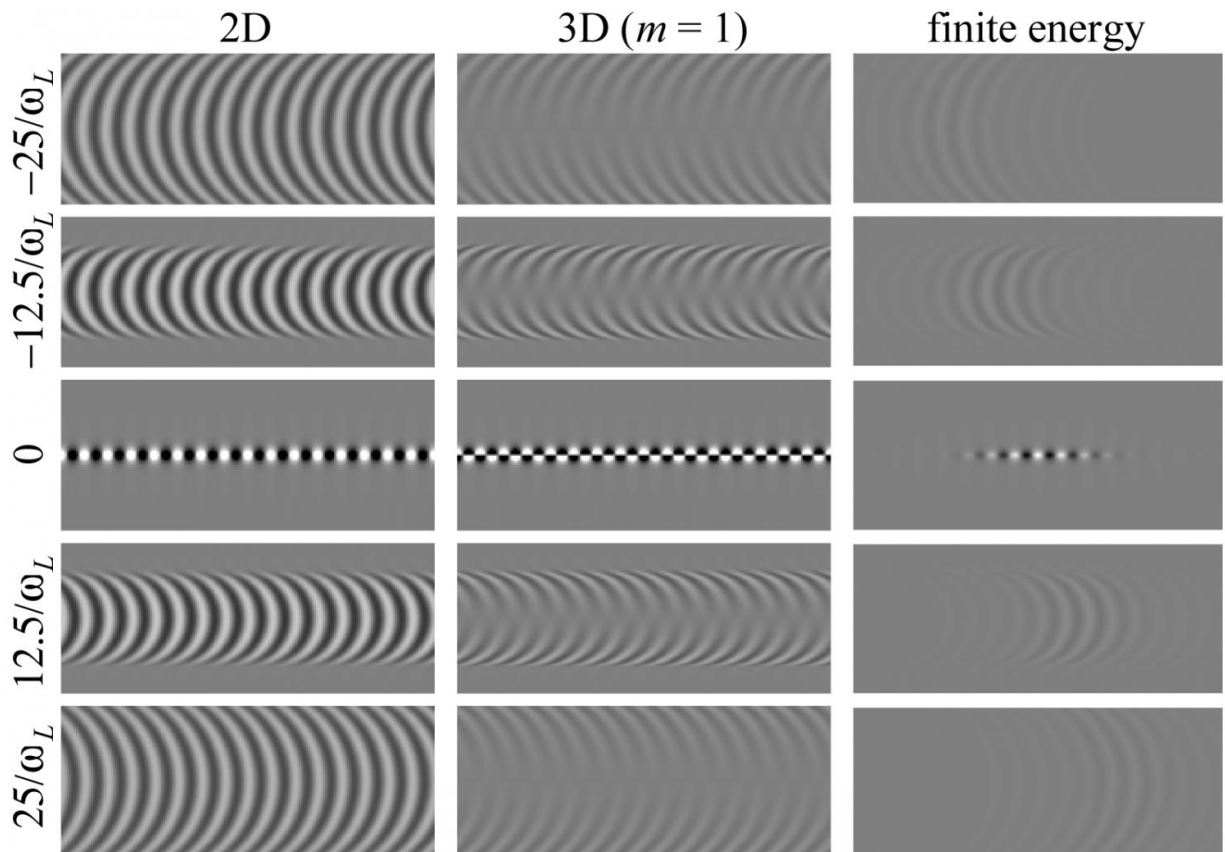 2D
3D (m = 1)
finite energy
−25/ω_L
−12.5/ω_L
0
12.5/ω_L
25/ω_L